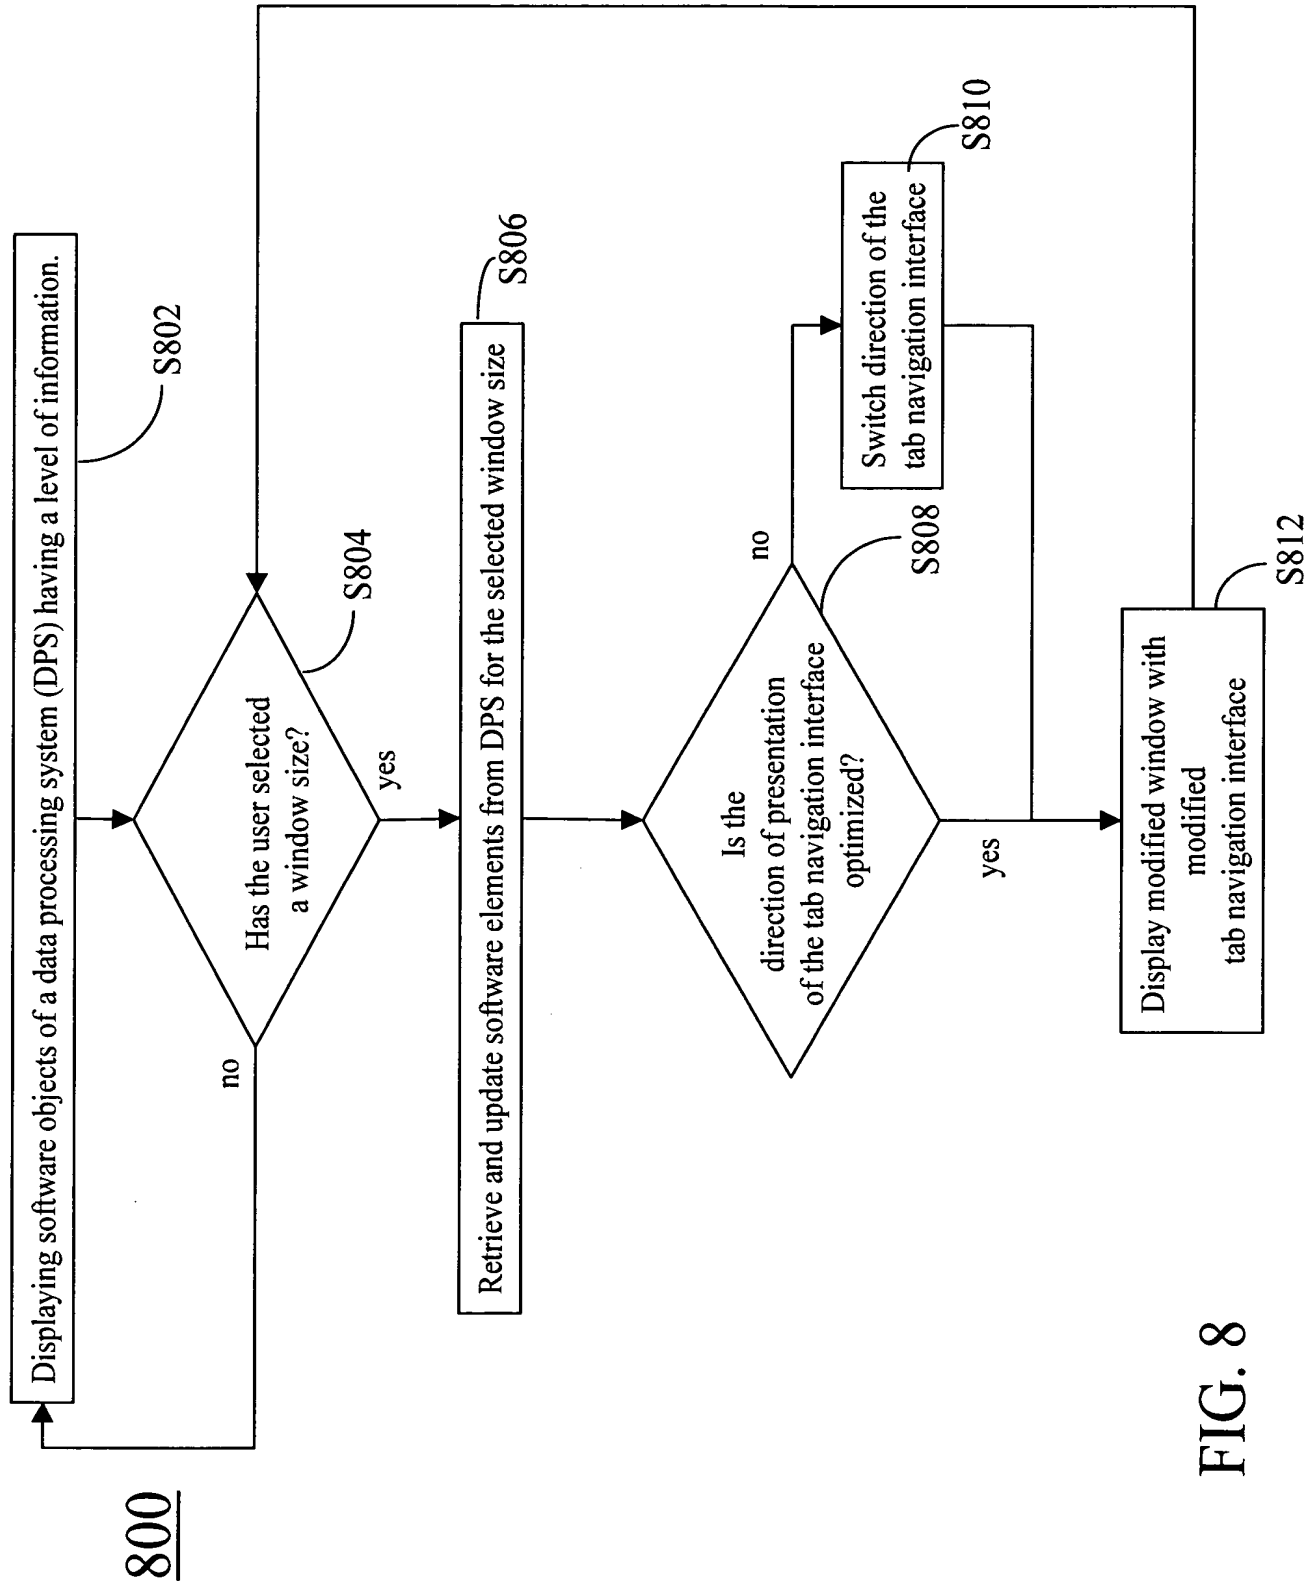 800
Displaying software objects of a data processing system (DPS) having a level of information.
S802
Has the user selected
a window size?
S804
no
yes
Retrieve and update software elements from DPS for the selected window size
S806
Is the
direction of presentation
of the tab navigation interface
optimized?
S808
no
Switch direction of the
tab navigation interface
S810
yes
Display modified window with
modified
tab navigation interface
S812
FIG. 8